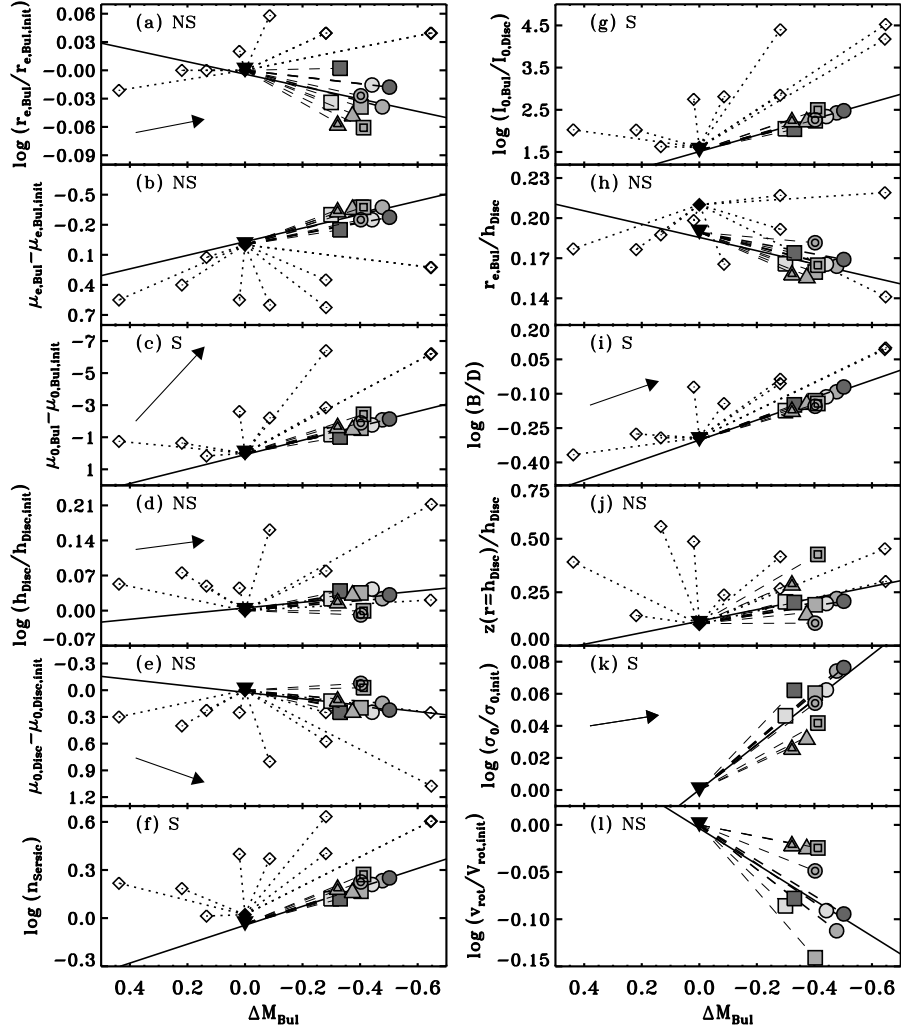 (a) NS
log (r_e,Bul/r_e,Bul,init)
0.06
0.03
−0.00
−0.03
−0.06
−0.09
(b) NS
μ_e,Bul−μ_e,Bul,init
−0.5
−0.2
0.1
0.4
0.7
(c) S
μ_0,Bul−μ_0,Bul,init
−7
−5
−3
−1
1
(d) NS
log (h_Disc/h_Disc,init)
0.21
0.14
0.07
0.00
−0.07
(e) NS
μ_0,Disc−μ_0,Disc,init
−0.3
0.0
0.3
0.6
0.9
1.2
(f) S
log (n_Sersic)
0.6
0.3
0.0
−0.3
0.4 0.2 0.0 −0.2 −0.4 −0.6
ΔM_Bul
(g) S
log (I_0,Bul/I_0,Disc)
4.5
3.5
2.5
1.5
(h) NS
r_e,Bul/h_Disc
0.23
0.20
0.17
0.14
(i) S
log (B/D)
0.20
0.05
−0.10
−0.25
−0.40
(j) NS
z(r=h_Disc)/h_Disc
0.75
0.50
0.25
0.00
(k) S
log (σ_0/σ_0,init)
0.08
0.06
0.04
0.02
0.00
(l) NS
log (v_rot/v_rot,init)
0.00
−0.05
−0.10
−0.15
0.4 0.2 0.0 −0.2 −0.4 −0.6
ΔM_Bul